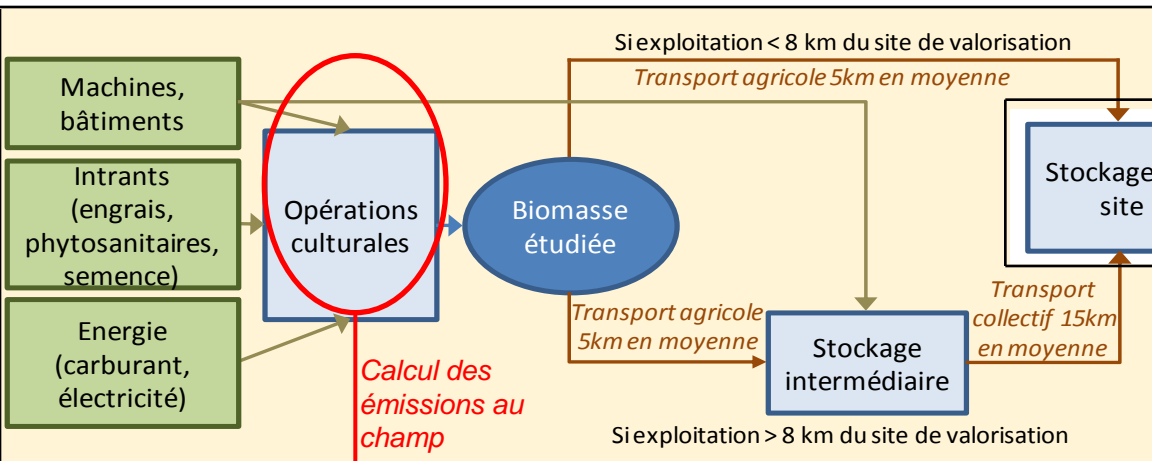 Si exploitation < 8 km du site de valorisation
Transport agricole 5km en moyenne
Machines,
bâtiments
Intrants
(engrais,
phytosanitaires,
semence)
Energie
(carburant,
électricité)
Opérations
culturales
Biomasse
étudiée
Stockage
site
Transport agricole
5km en moyenne
Stockage
intermédiaire
Transport
collectif 15km
en moyenne
Calcul des
émissions au
champ
Si exploitation > 8 km du site de valorisation